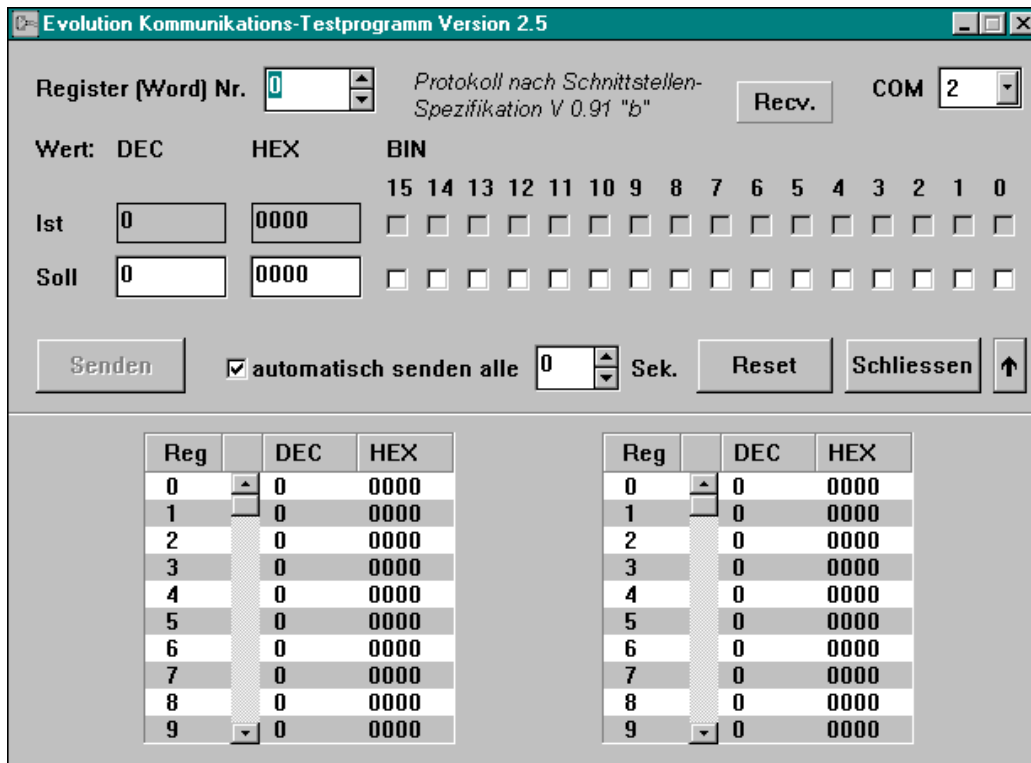 Evolution Kommunikations-Testprogramm Version 2.5
Register (Word) Nr. 0 Protokoll nach Schnittstellen- Recv. COM 2
Spezifikation V 0.91 "b"
Wert: DEC HEX BIN
15 14 13 12 11 10 9 8 7 6 5 4 3 2 1 0
Ist 0 0000
Soll 0 0000
Senden automatisch senden alle 0 Sek. Reset Schliessen
Reg DEC HEX Reg DEC HEX
0 0 0000 0 0 0000
1 0 0000 1 0 0000
2 0 0000 2 0 0000
3 0 0000 3 0 0000
4 0 0000 4 0 0000
5 0 0000 5 0 0000
6 0 0000 6 0 0000
7 0 0000 7 0 0000
8 0 0000 8 0 0000
9 0 0000 9 0 0000